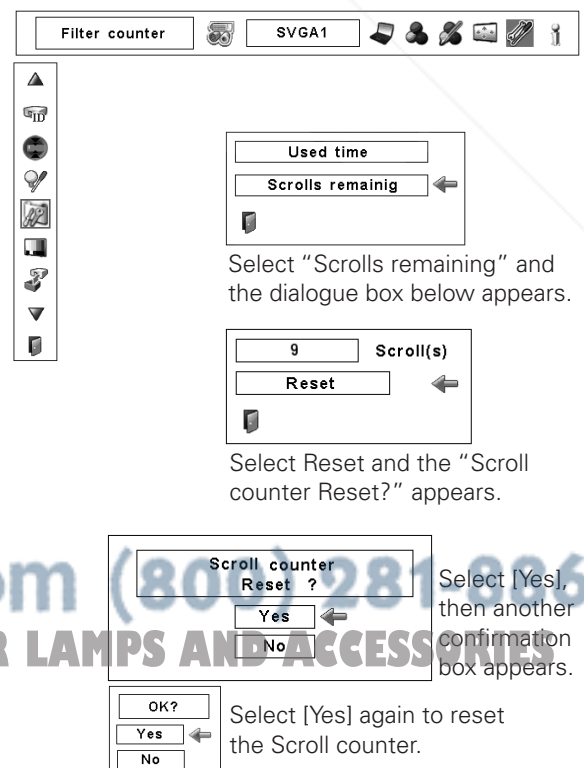 Filter counter
SVGA1
ID
Used time
Scrolls remainig
Select “Scrolls remaining” and
the dialogue box below appears.
9 Scroll(s)
Reset
Select Reset and the “Scroll
counter Reset?” appears.
Scroll counter
Reset ?
Yes
No
Select [Yes],
then another
confirmation
box appears.
om (800) 281-886
R LAMPS AND ACCESSORIES
OK?
Yes
No
Select [Yes] again to reset
the Scroll counter.